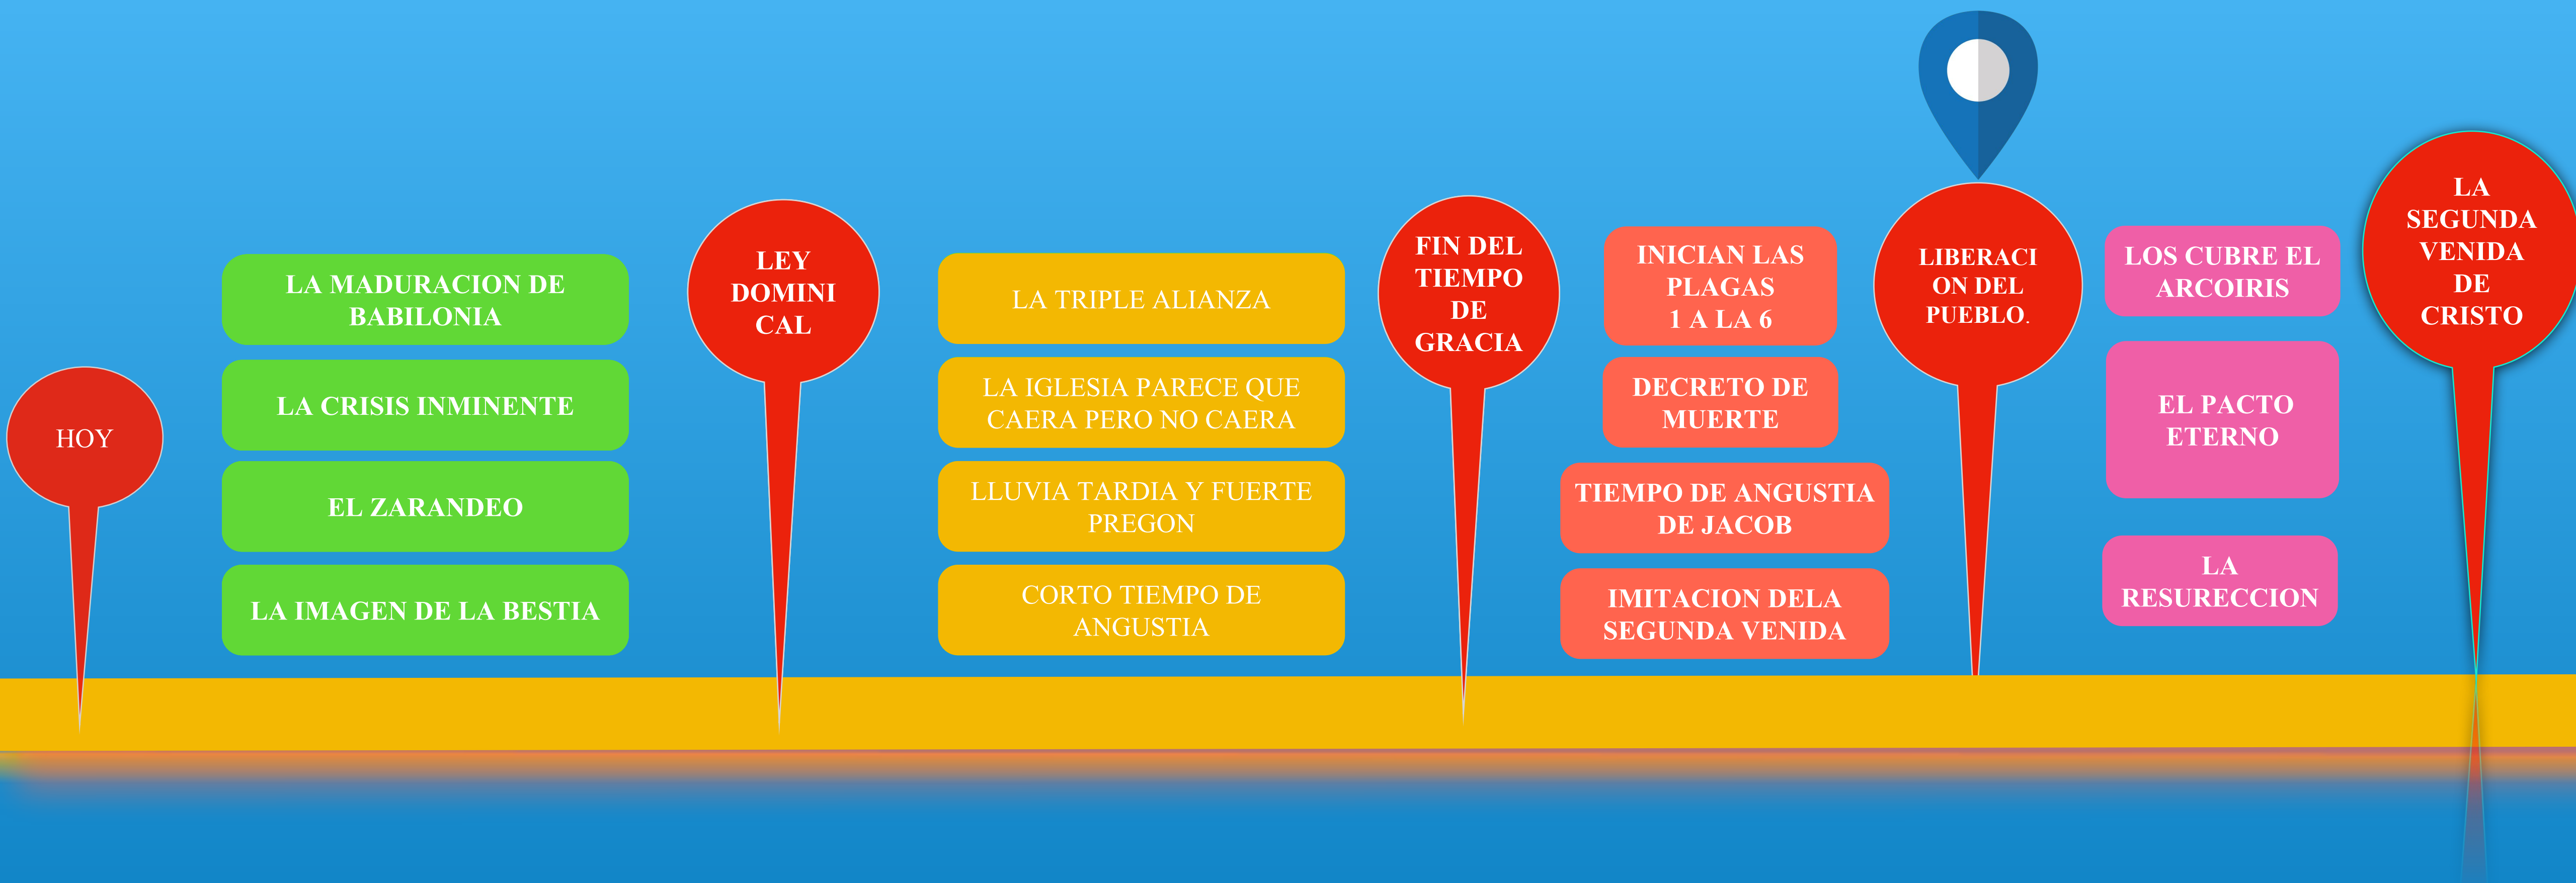 HOY
LA MADURACION DE
BABILONIA
LA CRISIS INMINENTE
EL ZARANDEO
LA IMAGEN DE LA BESTIA
LEY
DOMINI
CAL
LA TRIPLE ALIANZA
LA IGLESIA PARECE QUE
CAERA PERO NO CAERA
LLUVIA TARDIA Y FUERTE
PREGON
CORTO TIEMPO DE
ANGUSTIA
FIN DEL
TIEMPO
DE
GRACIA
INICIAN LAS
PLAGAS
1 A LA 6
DECRETO DE
MUERTE
TIEMPO DE ANGUSTIA
DE JACOB
IMITACION DELA
SEGUNDA VENIDA
LIBERACI
ON DEL
PUEBLO.
LOS CUBRE EL
ARCOIRIS
EL PACTO
ETERNO
LA
RESURECCION
LA
SEGUNDA
VENIDA
DE
CRISTO